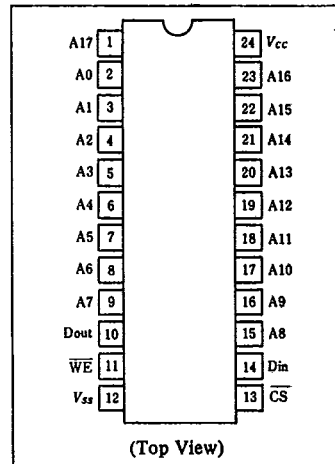 A17 1 24 Vcc
A0 2 23 A16
A1 3 22 A15
A2 4 21 A14
A3 5 20 A13
A4 6 19 A12
A5 7 18 A11
A6 8 17 A10
A7 9 16 A9
Dout 10 15 A8
W̅E̅ 11 14 Din
Vss 12 13 C̅S̅
(Top View)